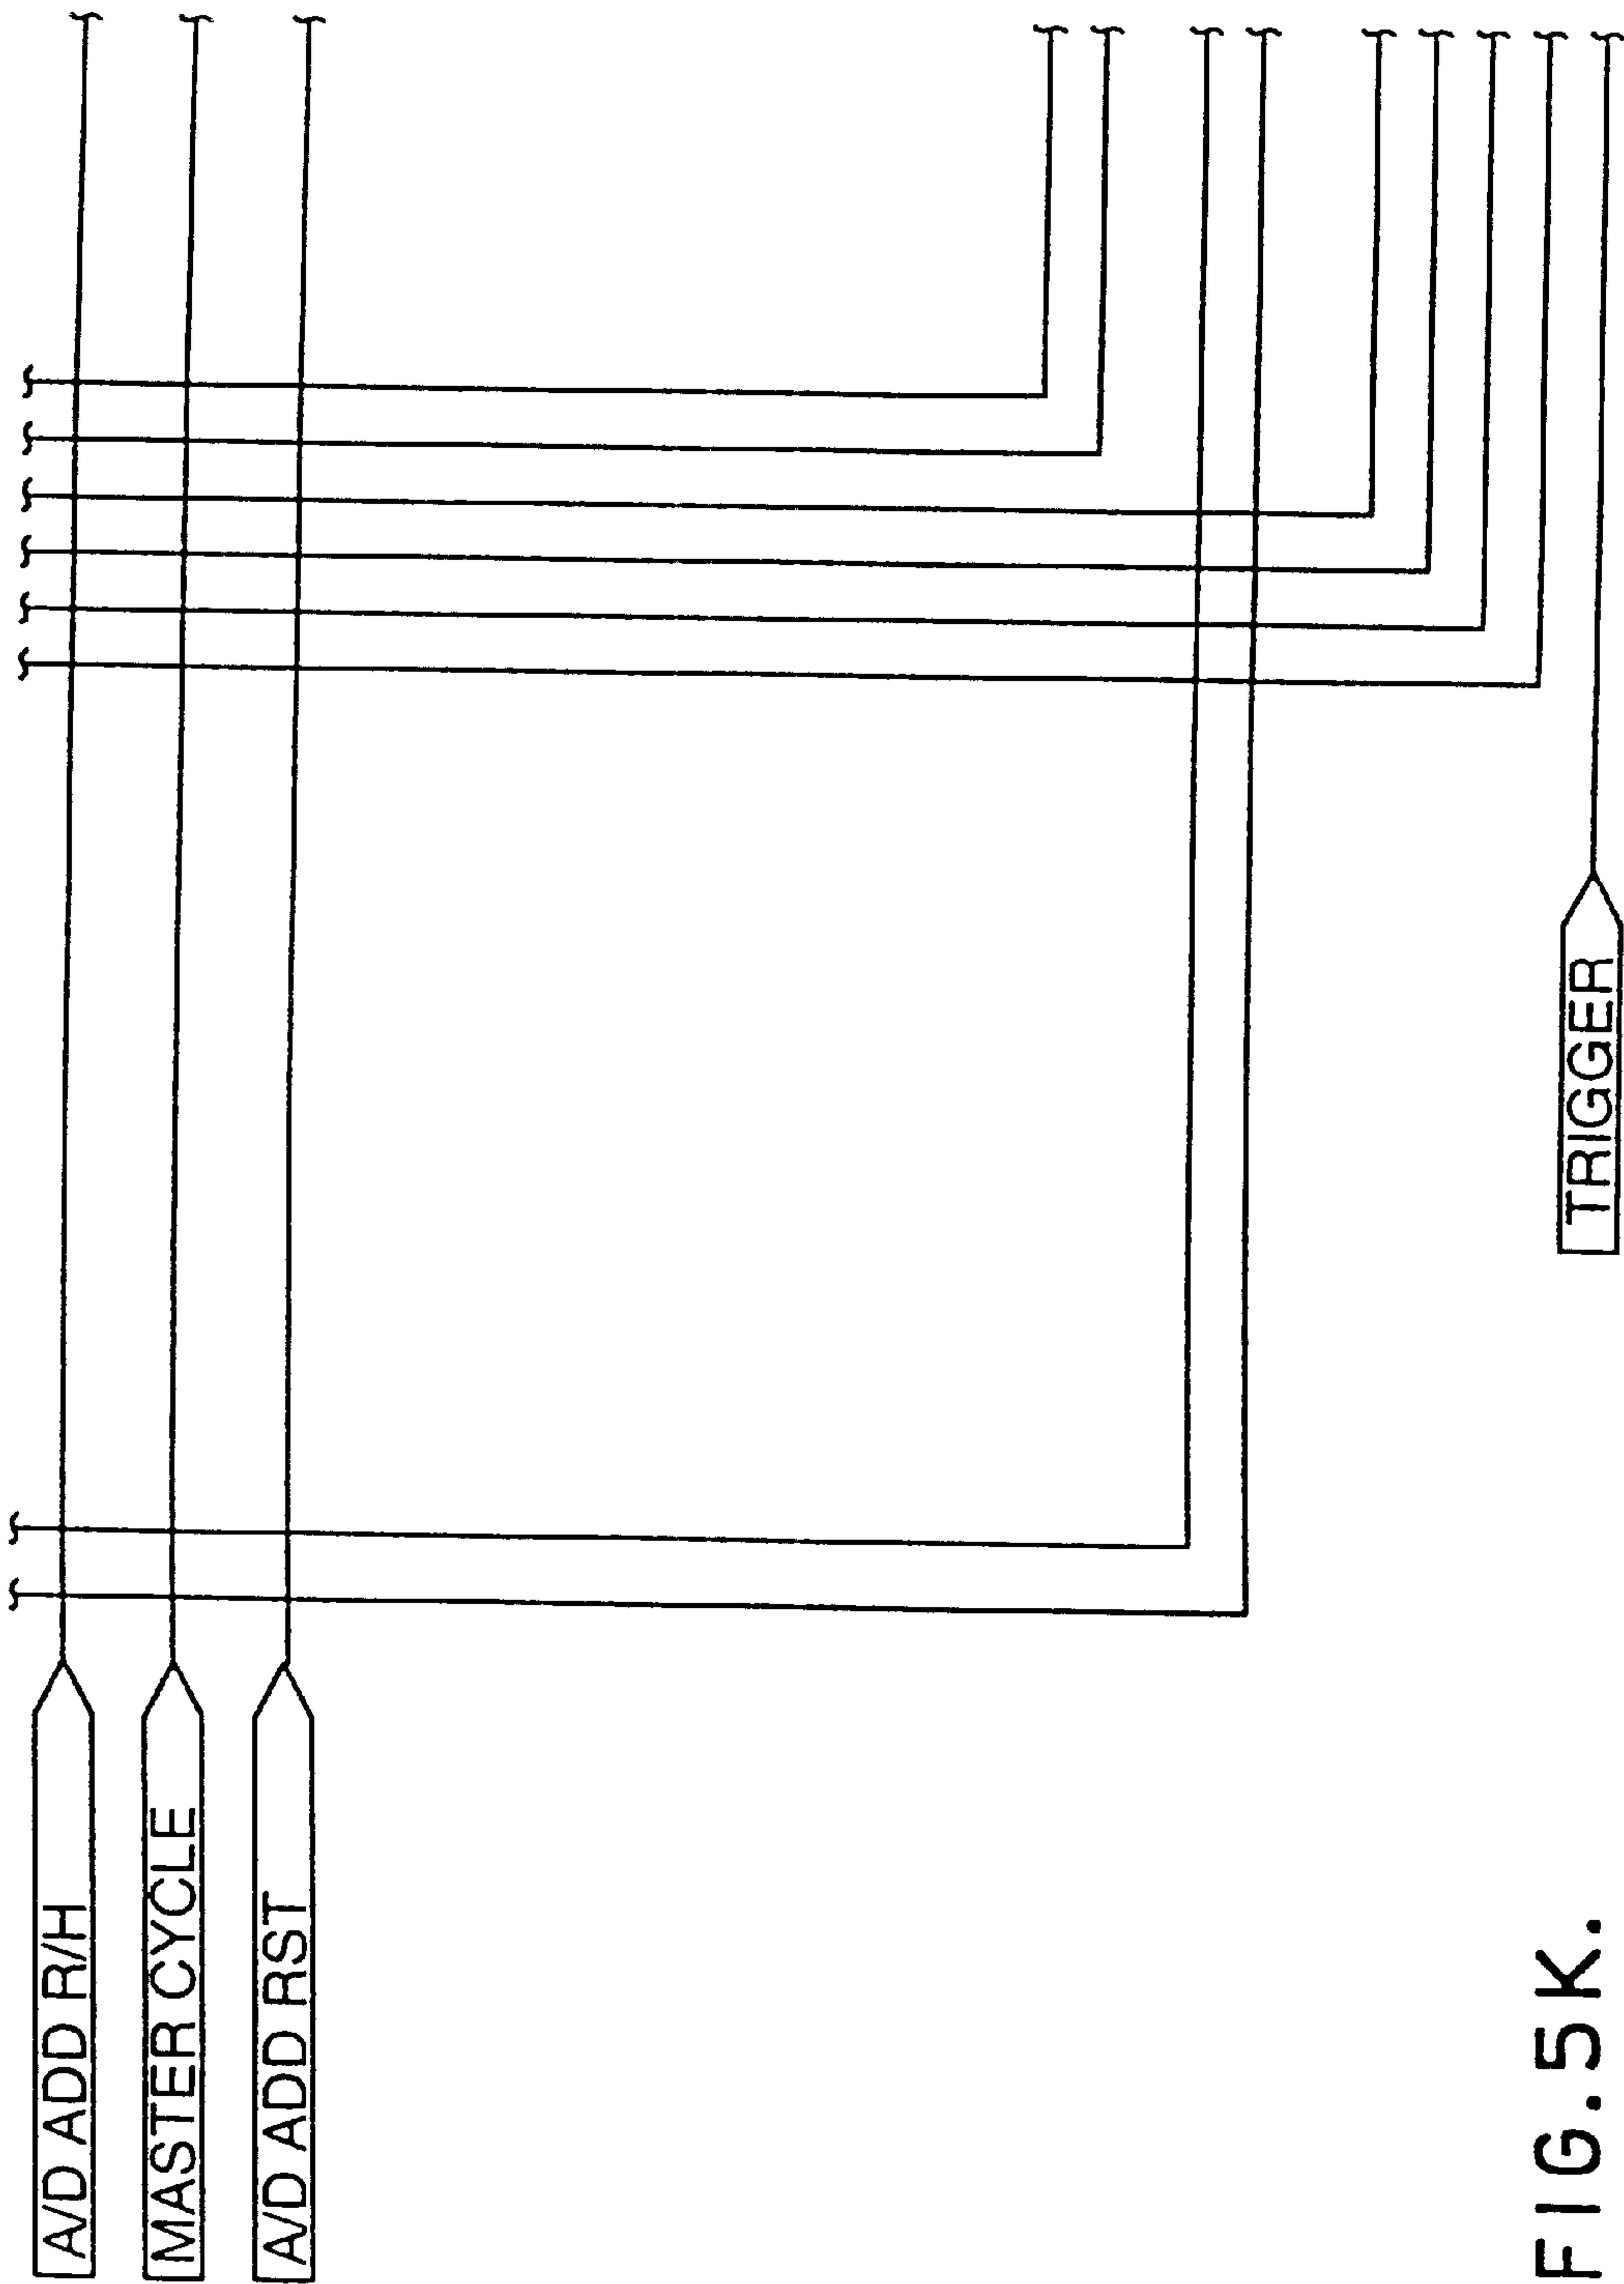 A/D ADD R/H
MASTER CYCLE
A/D ADD RST
TRIGGER
FIG.5K.